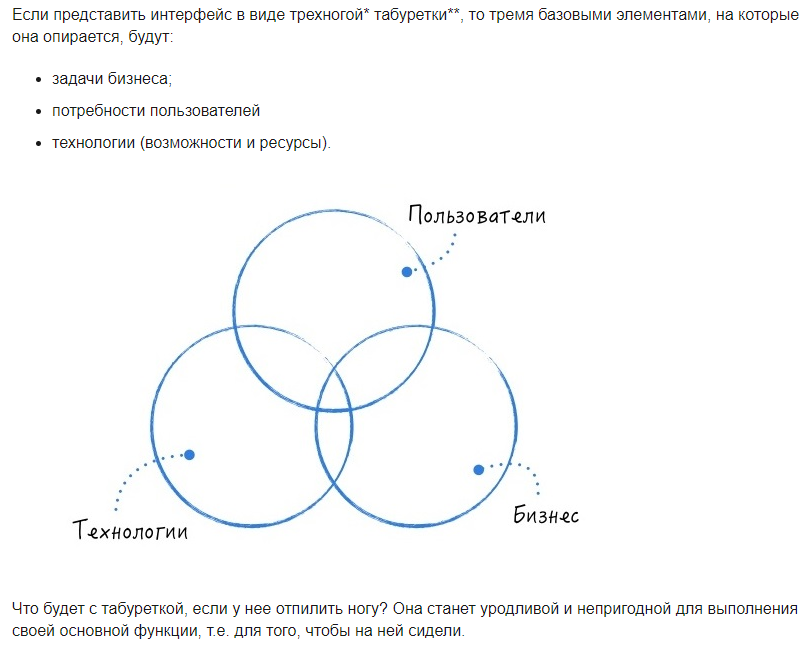 Если представить интерфейс в виде трехногой* табуретки**, то тремя базовыми элементами, на которые
она опирается, будут:
• задачи бизнеса;
• потребности пользователей
• технологии (возможности и ресурсы).
Пользователи
Бизнес
Технологии
Что будет с табуреткой, если у нее отпилить ногу? Она станет уродливой и непригодной для выполнения
своей основной функции, т.е. для того, чтобы на ней сидели.